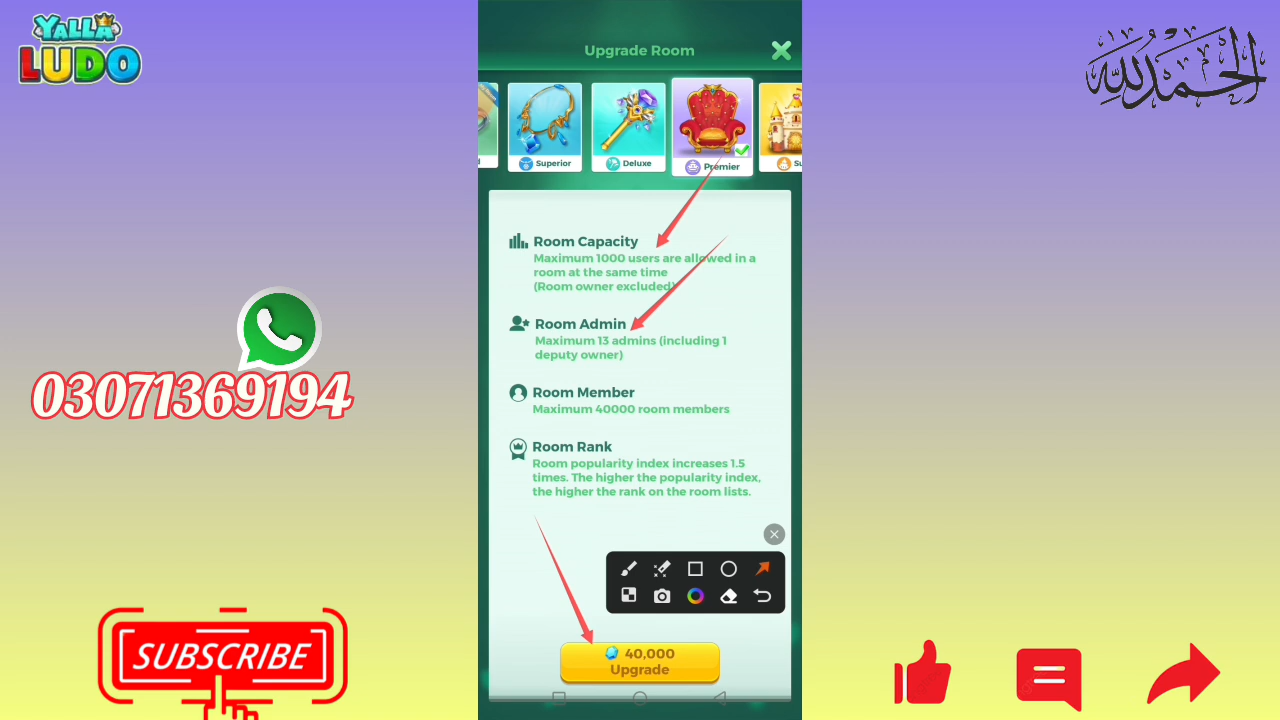 YALLA
LUDO
الحمدلله
Upgrade Room
Superior
Deluxe
Premier
Room Capacity
Maximum 1000 users are allowed in a
room at the same time
(Room owner excluded)
Room Admin
Maximum 13 admins (including 1
deputy owner)
Room Member
Maximum 40000 room members
Room Rank
Room popularity index increases 1.5
times. The higher the popularity index,
the higher the rank on the room lists.
03071369194
40,000
Upgrade
SUBSCRIBE